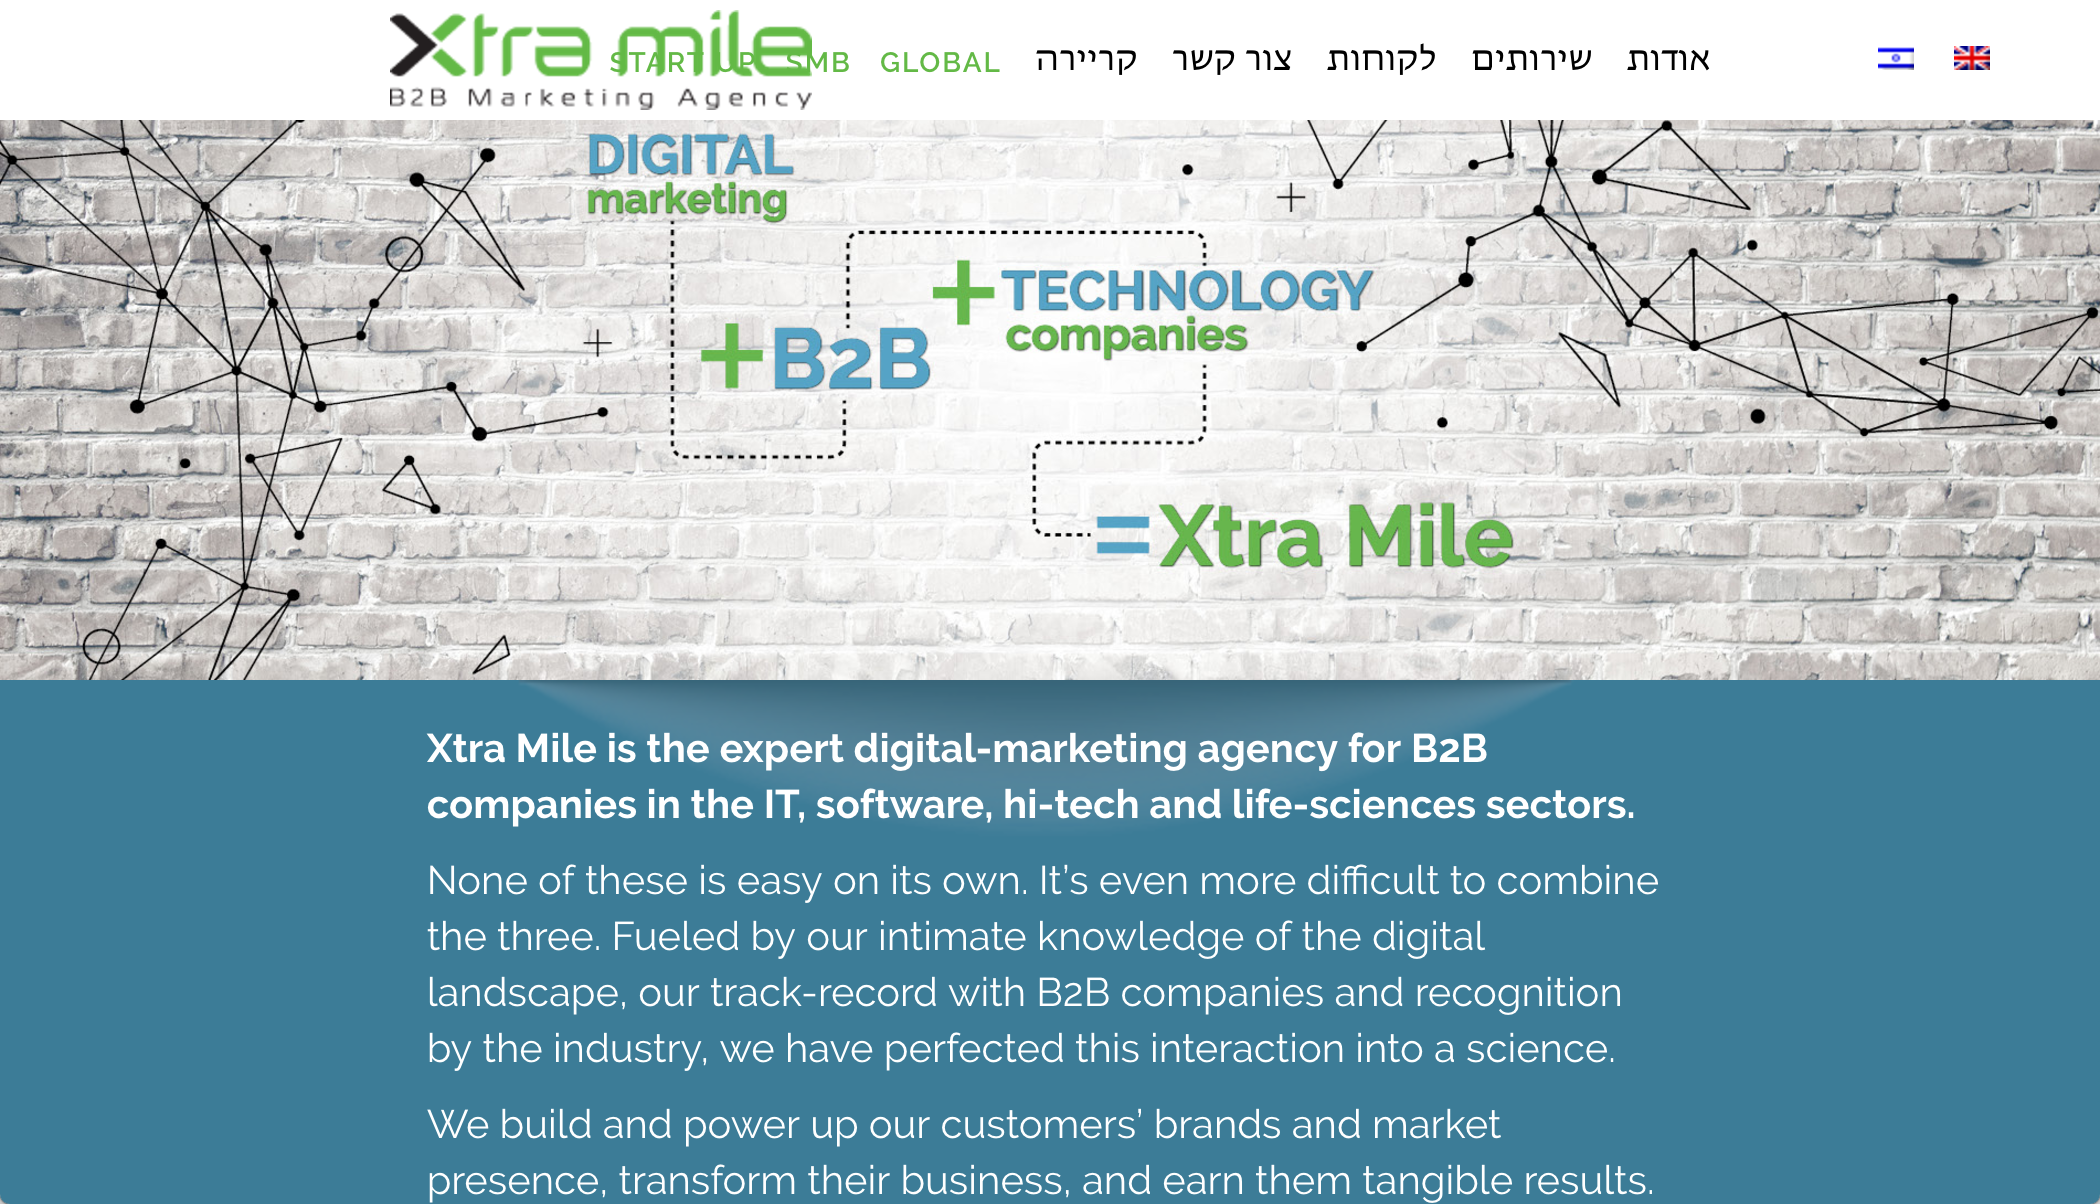 Xtra mile
B2B Marketing Agency
START UP SMB GLOBAL
אודות שירותים לקוחות צור קשר קריירה
DIGITAL
marketing
+B2B
+TECHNOLOGY
companies
=Xtra Mile
Xtra Mile is the expert digital-marketing agency for B2B
companies in the IT, software, hi-tech and life-sciences sectors.
None of these is easy on its own. It’s even more difficult to combine
the three. Fueled by our intimate knowledge of the digital
landscape, our track-record with B2B companies and recognition
by the industry, we have perfected this interaction into a science.
We build and power up our customers’ brands and market
presence, transform their business, and earn them tangible results.